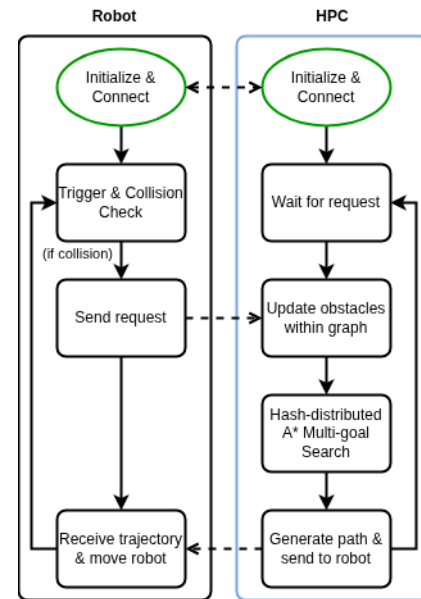 Robot
HPC
Initialize &
Connect
Initialize &
Connect
Trigger & Collision
Check
Wait for request
(if collision)
Send request
Update obstacles
within graph
Hash-distributed
A* Multi-goal
Search
Receive trajectory
& move robot
Generate path &
send to robot